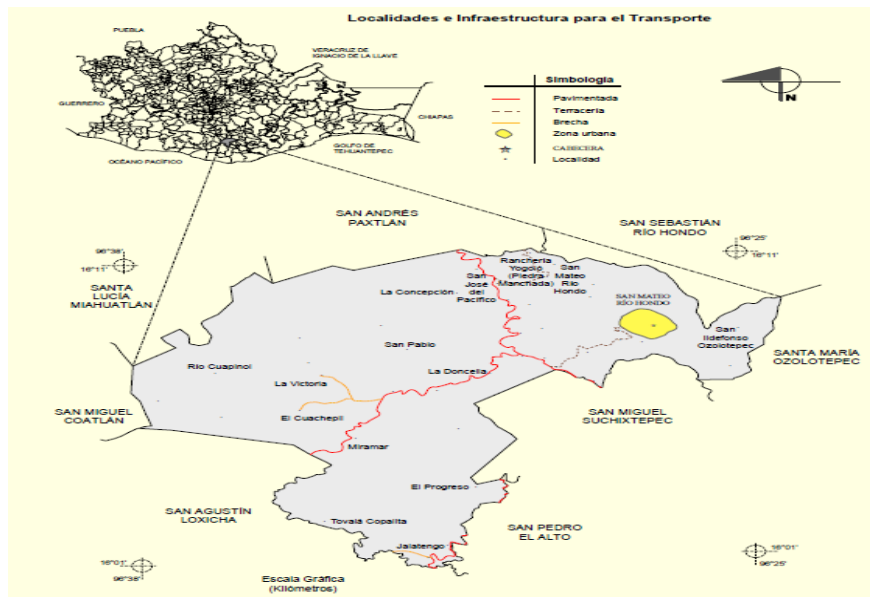 Localidades e Infraestructura para el Transporte
PUEBLA
VERACRUZ DE
IGNACIO DE LA LLAVE
GUERRERO
CHIAPAS
GOLFO DE
TEHUANTEPEC
OCÉANO PACÍFICO
Simbología
Pavimentada
Terracería
Brecha
Zona urbana
CABECERA
Localidad
N
SAN ANDRÉS
PAXTLÁN
SAN SEBASTIÁN
RÍO HONDO
96°38'
16°11'
96°25'
16°11'
SANTA
LUCÍA
MIAHUATLÁN
La Concepción
San
José
del
Pacífico
Ranchería
Yogoló
(Piedra
Manchada)
San
Mateo
Río
Hondo
SAN MATEO
RÍO HONDO
San
Ildefonso
Ozolotepec
SANTA MARÍA
OZOLOTEPEC
San Pablo
Río Cuapinol
La Doncella
La Victoria
El Cuachepil
SAN MIGUEL
COATLÁN
SAN MIGUEL
SUCHIXTEPEC
Miramar
El Progreso
SAN AGUSTÍN
LOXICHA
Tovalá Copalita
SAN PEDRO
EL ALTO
Jalatengo
16°01'
96°38'
16°01'
96°25'
Escala Gráfica
(Kilómetros)